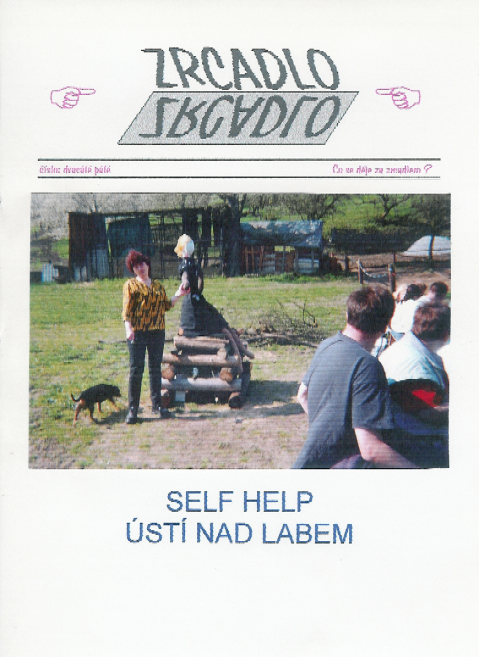 ZRCADLO
ZRCADLO
číslo: dvacáté páté
Co se děje za zrcadlem ?
SELF HELP
ÚSTÍ NAD LABEM